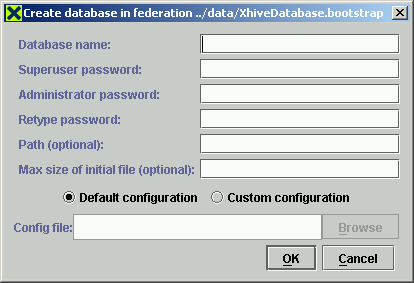 Create database in federation ../data/XhiveDatabase.bootstrap
Database name:
Superuser password:
Administrator password:
Retype password:
Path (optional):
Max size of initial file (optional):
Default configuration Custom configuration
Config file: Browse
OK Cancel